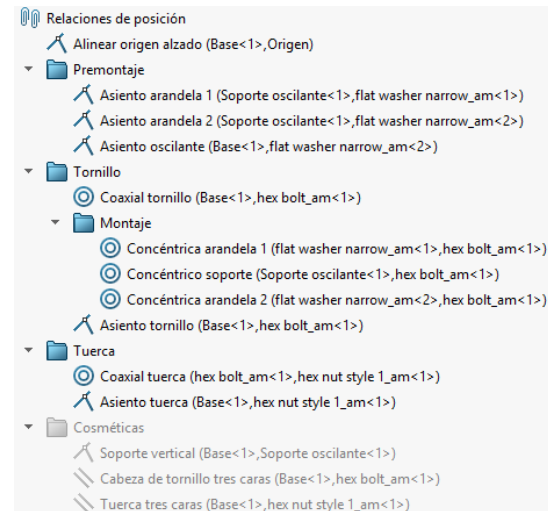 Relaciones de posición
Alinear origen alzado (Base<1>,Origen)
Premontaje
Asiento arandela 1 (Soporte oscilante<1>,flat washer narrow_am<1>)
Asiento arandela 2 (Soporte oscilante<1>,flat washer narrow_am<2>)
Asiento oscilante (Base<1>,flat washer narrow_am<2>)
Tornillo
Coaxial tornillo (Base<1>,hex bolt_am<1>)
Montaje
Concéntrica arandela 1 (flat washer narrow_am<1>,hex bolt_am<1>)
Concéntrico soporte (Soporte oscilante<1>,hex bolt_am<1>)
Concéntrica arandela 2 (flat washer narrow_am<2>,hex bolt_am<1>)
Asiento tornillo (Base<1>,hex bolt_am<1>)
Tuerca
Coaxial tuerca (hex bolt_am<1>,hex nut style 1_am<1>)
Asiento tuerca (Base<1>,hex nut style 1_am<1>)
Cosméticas
Soporte vertical (Base<1>,Soporte oscilante<1>)
Cabeza de tornillo tres caras (Base<1>,hex bolt_am<1>)
Tuerca tres caras (Base<1>,hex nut style 1_am<1>)